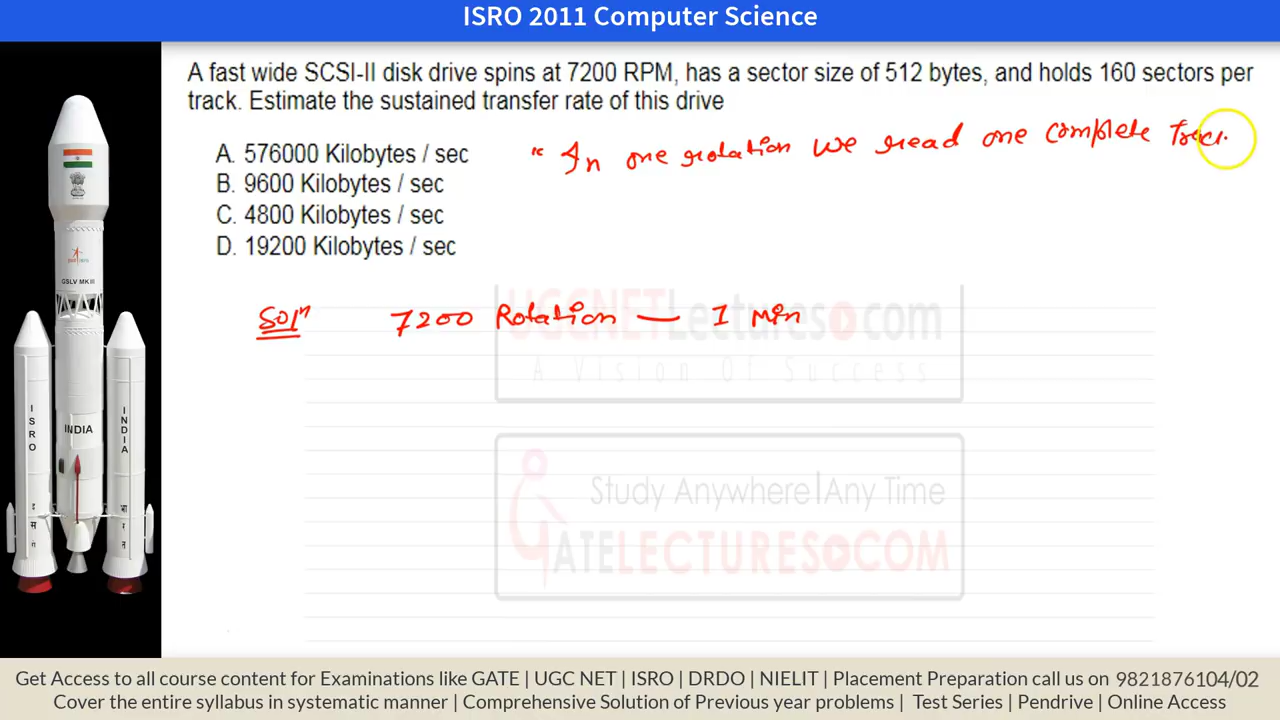 ISRO 2011 Computer Science
A fast wide SCSI-II disk drive spins at 7200 RPM, has a sector size of 512 bytes, and holds 160 sectors per
track. Estimate the sustained transfer rate of this drive
A. 576000 Kilobytes / sec
B. 9600 Kilobytes / sec
C. 4800 Kilobytes / sec
D. 19200 Kilobytes / sec
“ In one rotation we read one complete
Solⁿ 7200 Rotation — 1 Min
UGCNETLectures.com
A Vision Of Success
Study Anywhere|Any Time
GATELECTURES.COM
GSLV MKIII
INDIA
ISRO
INDIA
Get Access to all course content for Examinations like GATE | UGC NET | ISRO | DRDO | NIELIT | Placement Preparation call us on 9821876104/02
Cover the entire syllabus in systematic manner | Comprehensive Solution of Previous year problems | Test Series | Pendrive | Online Access